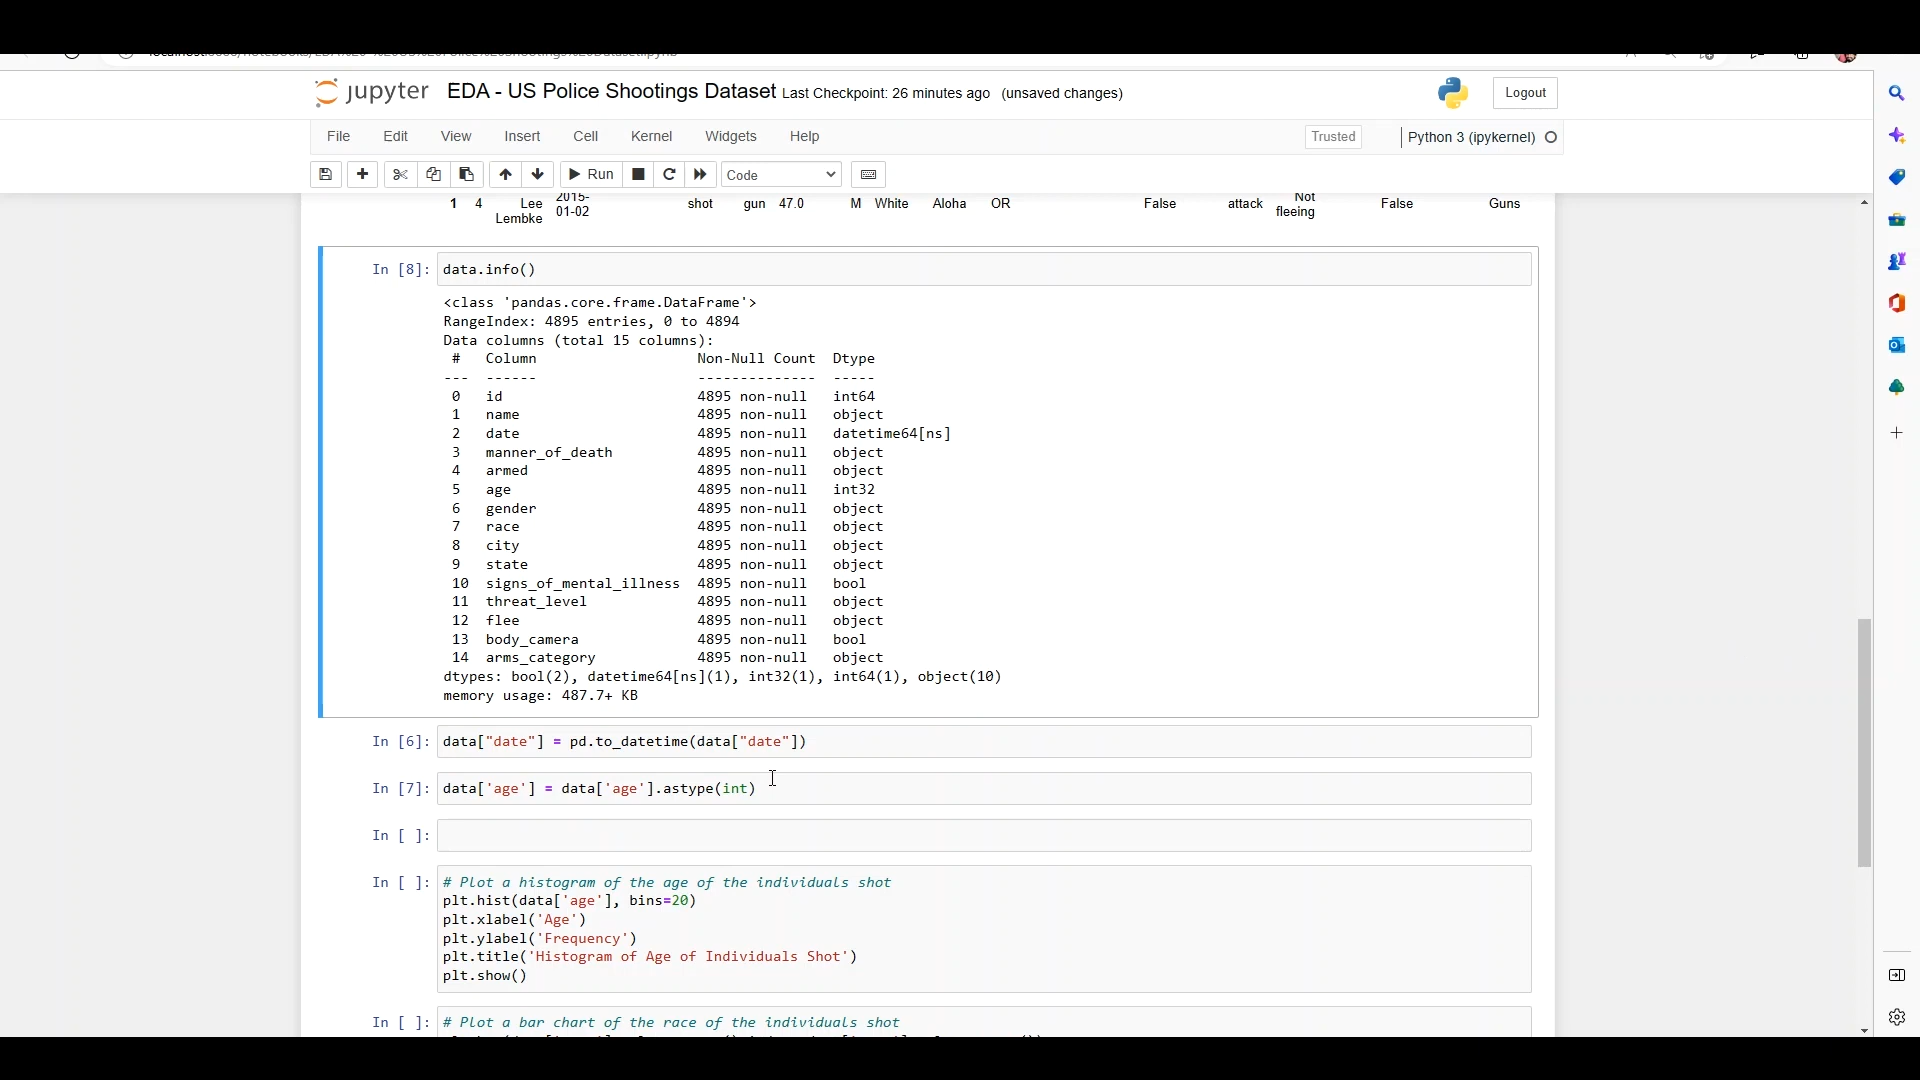 jupyter EDA - US Police Shootings Dataset Last Checkpoint: 26 minutes ago (unsaved changes) Logout
File Edit View Insert Cell Kernel Widgets Help Trusted Python 3 (ipykernel)
Run Code
1 4 Lee Lembke 2015-01-02 shot gun 47.0 M White Aloha OR False attack Not fleeing False Guns
In [8]: data.info()
<class 'pandas.core.frame.DataFrame'>
RangeIndex: 4895 entries, 0 to 4894
Data columns (total 15 columns):
# Column Non-Null Count Dtype
--- ------ -------------- -----
0 id 4895 non-null int64
1 name 4895 non-null object
2 date 4895 non-null datetime64[ns]
3 manner_of_death 4895 non-null object
4 armed 4895 non-null object
5 age 4895 non-null int32
6 gender 4895 non-null object
7 race 4895 non-null object
8 city 4895 non-null object
9 state 4895 non-null object
10 signs_of_mental_illness 4895 non-null bool
11 threat_level 4895 non-null object
12 flee 4895 non-null object
13 body_camera 4895 non-null bool
14 arms_category 4895 non-null object
dtypes: bool(2), datetime64[ns](1), int32(1), int64(1), object(10)
memory usage: 487.7+ KB
In [6]: data["date"] = pd.to_datetime(data["date"])
In [7]: data['age'] = data['age'].astype(int)
In [ ]:
In [ ]: # Plot a histogram of the age of the individuals shot
plt.hist(data['age'], bins=20)
plt.xlabel('Age')
plt.ylabel('Frequency')
plt.title('Histogram of Age of Individuals Shot')
plt.show()
In [ ]: # Plot a bar chart of the race of the individuals shot